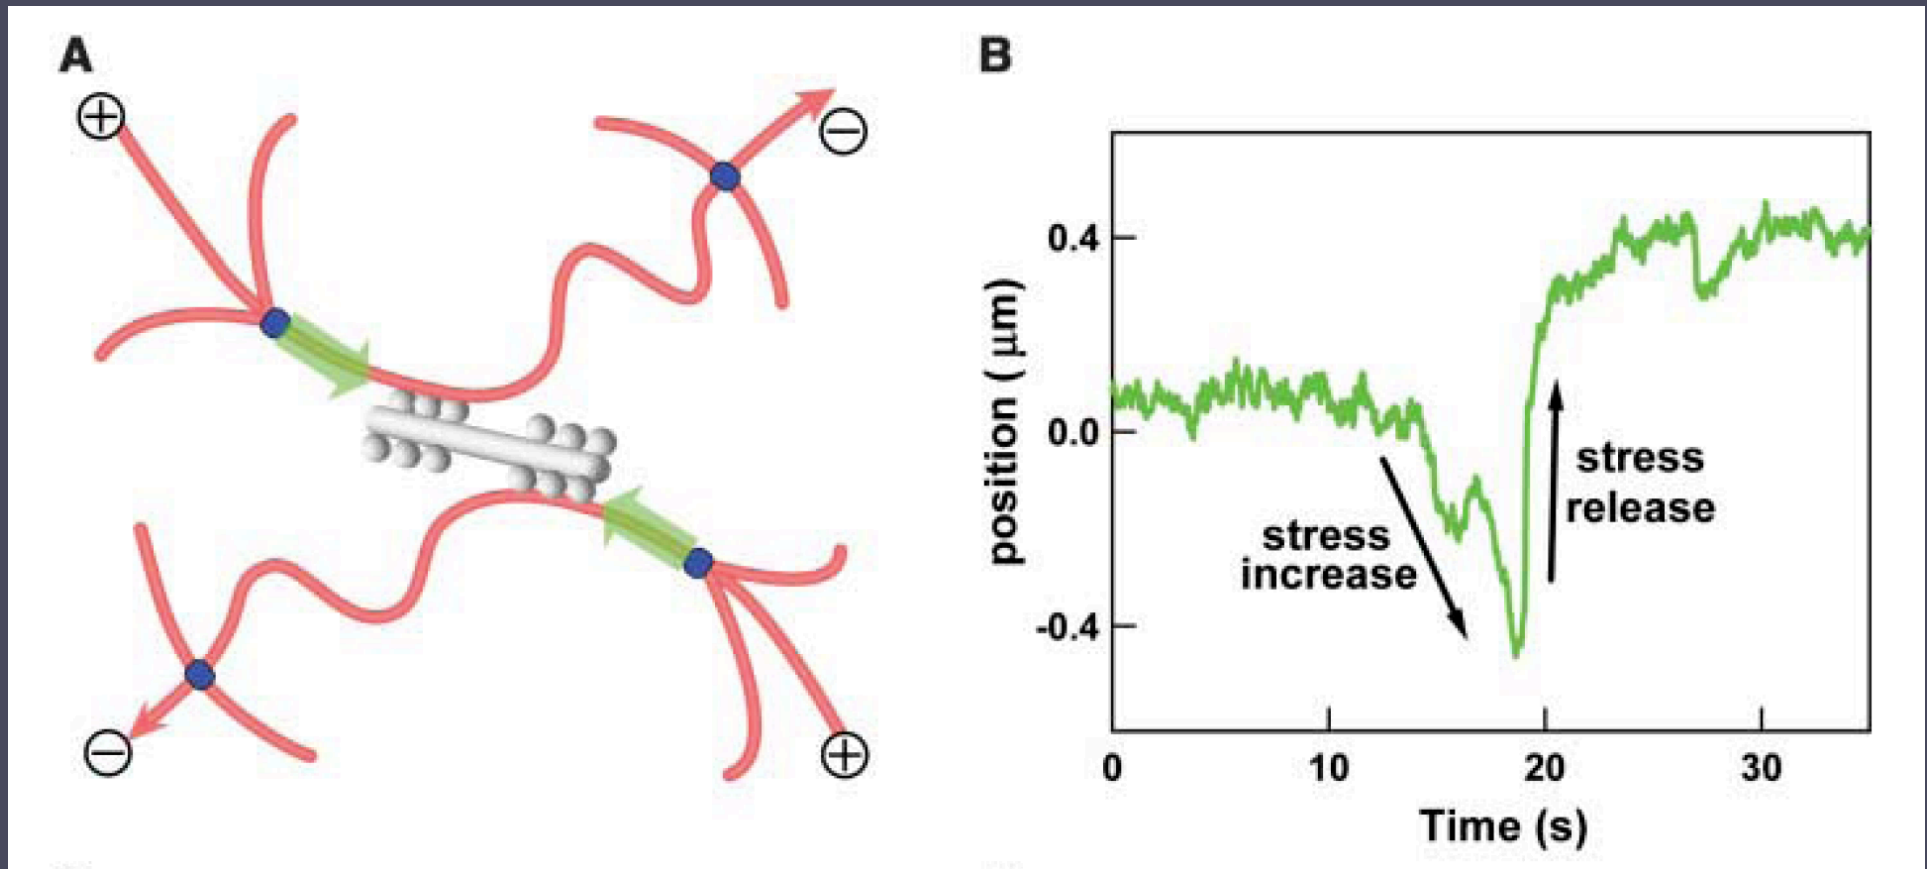 A
+
−
−
+
B
0.4
0.0
-0.4
position ( μm)
stress
increase
stress
release
0
10
20
30
Time (s)